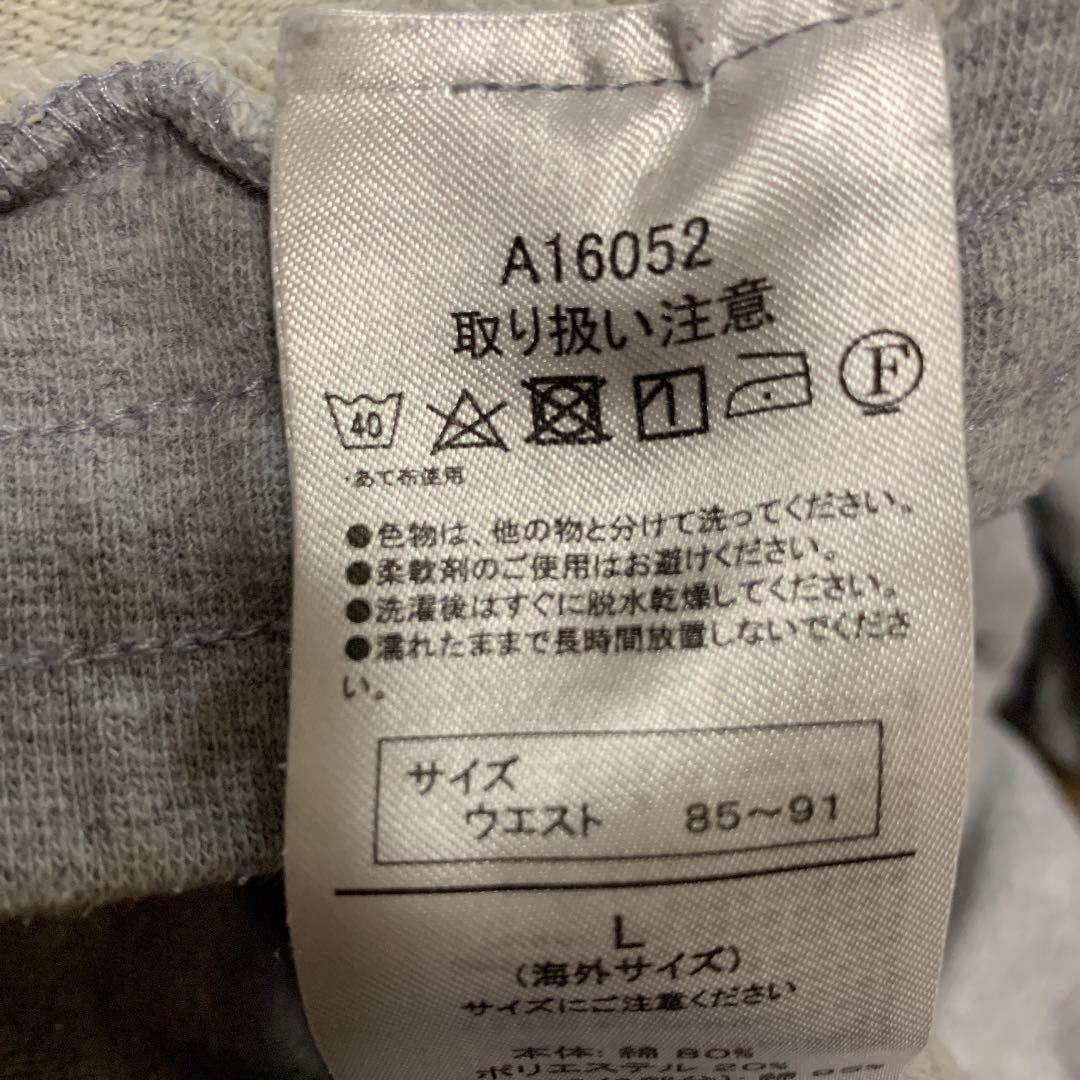 A16052
取り扱い注意
40 1 F
・あて布使用
●色物は、他の物と分けて洗ってください。
●柔軟剤のご使用はお避けください。
●洗濯後はすぐに脱水乾燥してください。
●濡れたままで長時間放置しないでくださ
い。
サイズ
ウエスト 85～91
L
(海外サイズ)
サイズにご注意ください
本体: 綿 80%
ポリエステル 20%